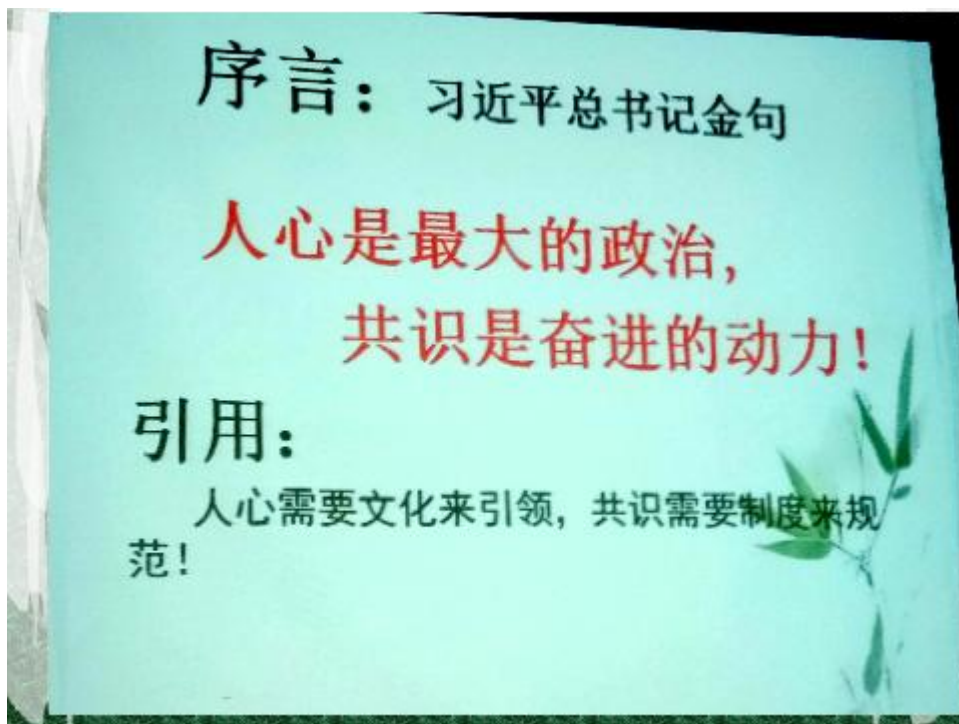 序言：习近平总书记金句
人心是最大的政治，
共识是奋进的动力！
引用：
人心需要文化来引领，共识需要制度来规
范！